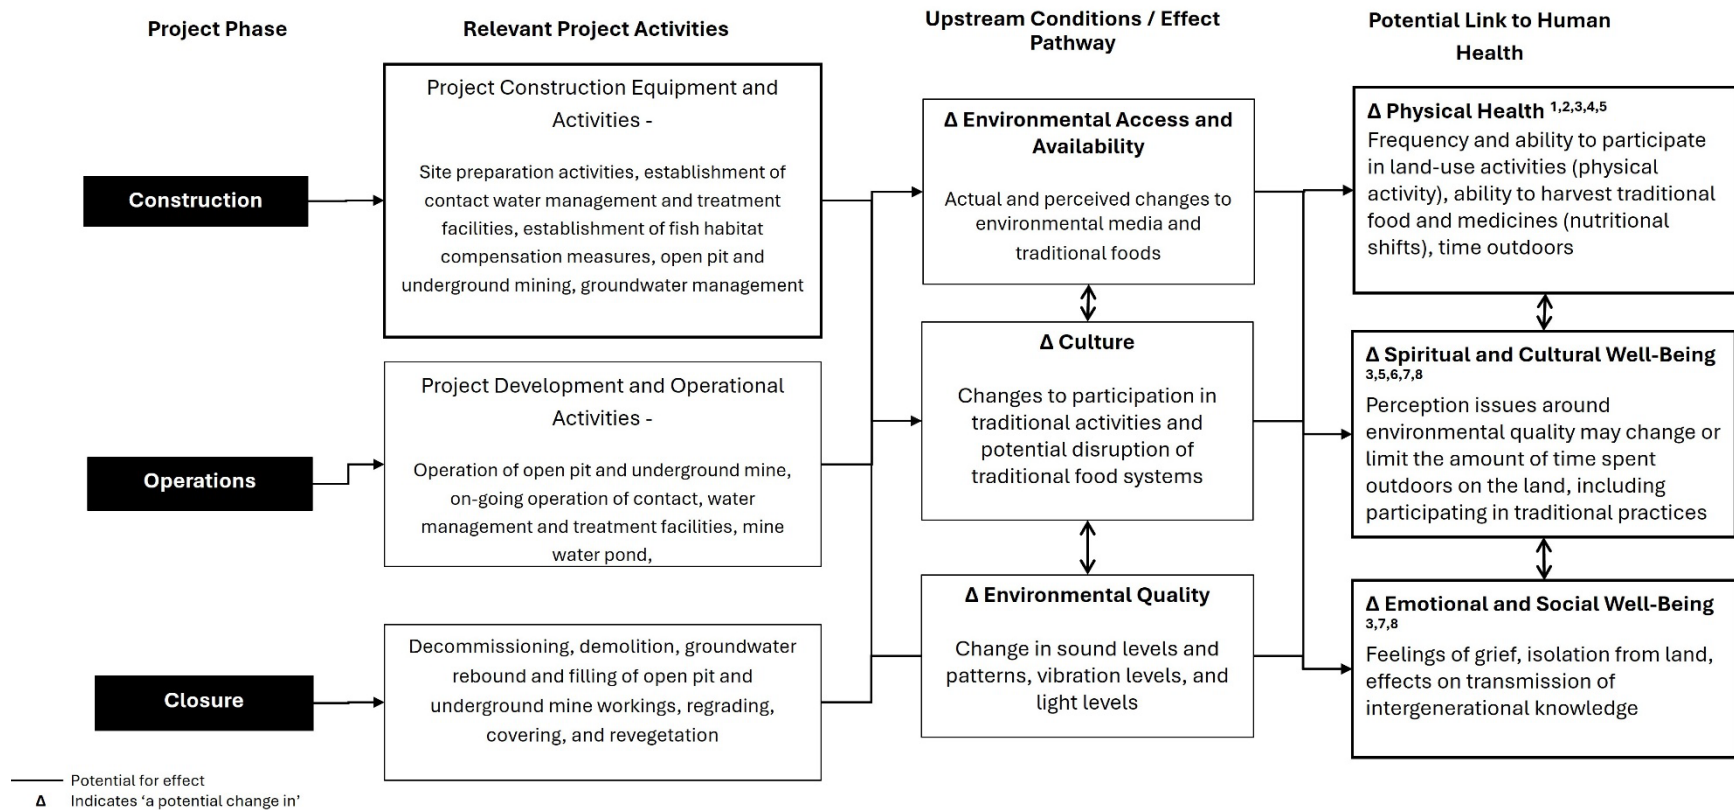 Project Phase
Relevant Project Activities
Upstream Conditions / Effect
Pathway
Potential Link to Human
Health
Construction
Project Construction Equipment and
Activities -
Site preparation activities, establishment of
contact water management and treatment
facilities, establishment of fish habitat
compensation measures, open pit and
underground mining, groundwater management
Δ Environmental Access and
Availability
Actual and perceived changes to
environmental media and
traditional foods
Δ Physical Health 1,2,3,4,5
Frequency and ability to participate
in land-use activities (physical
activity), ability to harvest traditional
food and medicines (nutritional
shifts), time outdoors
Operations
Project Development and Operational
Activities -
Operation of open pit and underground mine,
on-going operation of contact, water
management and treatment facilities, mine
water pond,
Δ Culture
Changes to participation in
traditional activities and
potential disruption of
traditional food systems
Δ Spiritual and Cultural Well-Being
3,5,6,7,8
Perception issues around
environmental quality may change or
limit the amount of time spent
outdoors on the land, including
participating in traditional practices
Closure
Decommissioning, demolition, groundwater
rebound and filling of open pit and
underground mine workings, regrading,
covering, and revegetation
Δ Environmental Quality
Change in sound levels and
patterns, vibration levels, and
light levels
Δ Emotional and Social Well-Being
3,7,8
Feelings of grief, isolation from land,
effects on transmission of
intergenerational knowledge
Potential for effect
Δ Indicates ‘a potential change in’